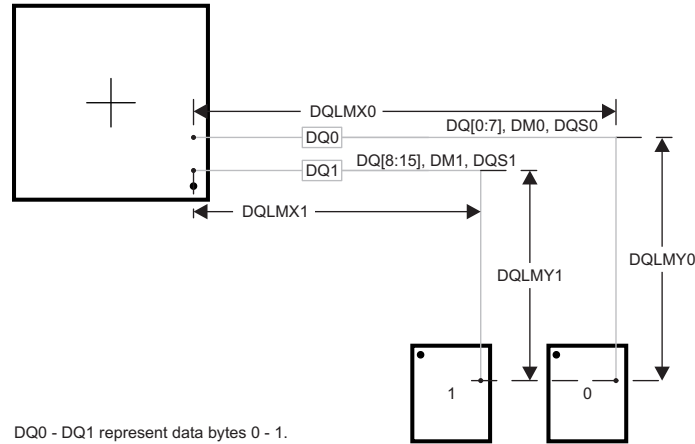 DQLMX0
DQ[0:7], DM0, DQS0
DQ0
DQ[8:15], DM1, DQS1
DQ1
DQLMX1
DQLMY0
DQLMY1
1
0
DQ0 - DQ1 represent data bytes 0 - 1.